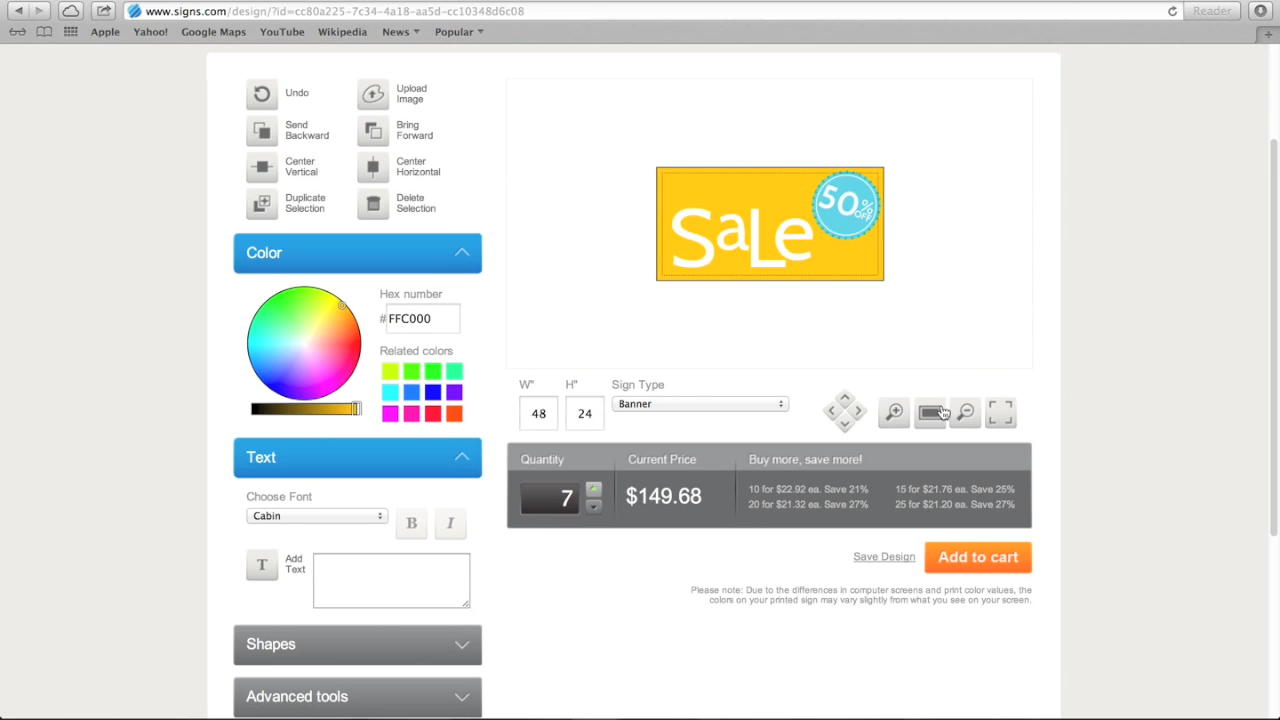 www.signs.com/design/?id=cc80a225-7c34-4a18-aa5d-cc10348d6c08
Reader
Apple Yahoo! Google Maps YouTube Wikipedia News Popular
Undo
Upload
Image
Send
Backward
Bring
Forward
Center
Vertical
Center
Horizontal
Duplicate
Selection
Delete
Selection
SaLe
50%
OFF
Color
Hex number
#FFC000
Related colors
W" H" Sign Type
48 24 Banner
Text
Choose Font
Cabin
B I
T
Add
Text
Quantity Current Price Buy more, save more!
7 $149.68
10 for $22.92 ea. Save 21% 15 for $21.76 ea. Save 25%
20 for $21.32 ea. Save 27% 25 for $21.20 ea. Save 27%
Save Design Add to cart
Please note: Due to the differences in computer screens and print color values, the
colors on your printed sign may vary slightly from what you see on your screen.
Shapes
Advanced tools